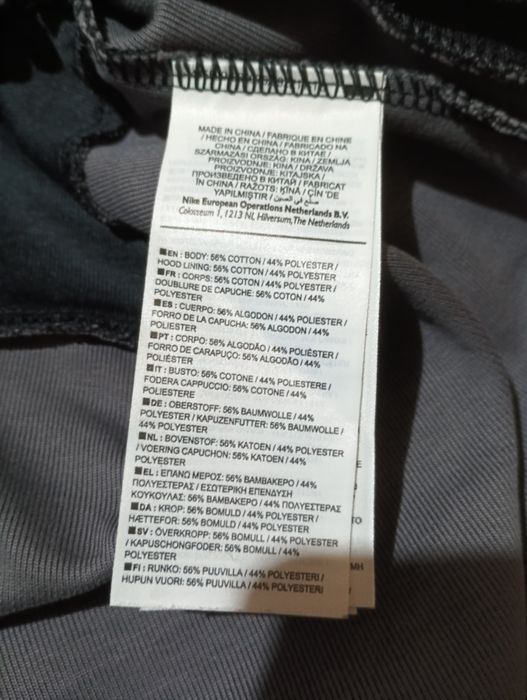 MADE IN CHINA / FABRIQUE EN CHINE
/ HECHO EN CHINA / FABRICADO NA
CHINA / СДЕЛАНО В КИТАЕ /
SZÁRMAZÁSI ORSZÁG: KÍNA / ZEMLJA
PROIZVODNJE: KINA / DRŽAVA
PROIZVODNJE: KITAJSKA /
ПРОИЗВЕДЕНО В КИТАЙ / FABRICAT
ÎN CHINA / RAŽOTS: ĶĪNA / ÇİN 'DE
YAPILMIŞTIR / صنع في الصين
Nike European Operations Netherlands B.V.
Colosseum 1, 1213 NL Hilversum, The Netherlands
■EN : BODY: 56% COTTON / 44% POLYESTER /
HOOD LINING: 56% COTTON / 44% POLYESTER
■FR : CORPS: 56% COTON / 44% POLYESTER /
DOUBLURE DE CAPUCHE: 56% COTON / 44%
POLYESTER
■ES : CUERPO: 56% ALGODON / 44% POLIESTER /
FORRO DE LA CAPUCHA: 56% ALGODON / 44%
POLIESTER
■PT : CORPO: 56% ALGODÃO / 44% POLIÉSTER /
FORRO DE CARAPUÇO: 56% ALGODÃO / 44%
POLIÉSTER
■IT : BUSTO: 56% COTONE / 44% POLIESTERE /
FODERA CAPPUCCIO: 56% COTONE / 44%
POLIESTERE
■DE : OBERSTOFF: 56% BAUMWOLLE / 44%
POLYESTER / KAPUZENFUTTER: 56% BAUMWOLLE /
44% POLYESTER
■NL : BOVENSTOF: 56% KATOEN / 44% POLYESTER
/ VOERING CAPUCHON: 56% KATOEN / 44%
POLYESTER
■EL : ΕΠΑΝΩ ΜΕΡΟΣ: 56% ΒΑΜΒΑΚΕΡΟ / 44%
ΠΟΛΥΕΣΤΕΡΑΣ / ΕΣΩΤΕΡΙΚΗ ΕΠΕΝΔΥΣΗ
ΚΟΥΚΟΥΛΑΣ: 56% ΒΑΜΒΑΚΕΡΟ / 44% ΠΟΛΥΕΣΤΕΡΑΣ
■DA : KROP: 56% BOMULD / 44% POLYESTER /
HÆTTEFOR: 56% BOMULD / 44% POLYESTER
■SV : ÖVERKROPP: 56% BOMULL / 44% POLYESTER
/ KAPUSCHONGFODER: 56% BOMULL / 44%
POLYESTER
■FI : RUNKO: 56% PUUVILLA / 44% POLYESTERI /
HUPUN VUORI: 56% PUUVILLA / 44% POLYESTERI